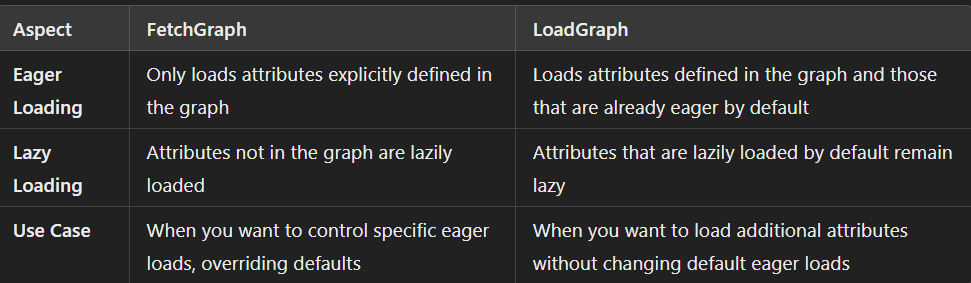 Aspect FetchGraph LoadGraph
Eager Loading Only loads attributes explicitly defined in the graph Loads attributes defined in the graph and those that are already eager by default
Lazy Loading Attributes not in the graph are lazily loaded Attributes that are lazily loaded by default remain lazy
Use Case When you want to control specific eager loads, overriding defaults When you want to load additional attributes without changing default eager loads